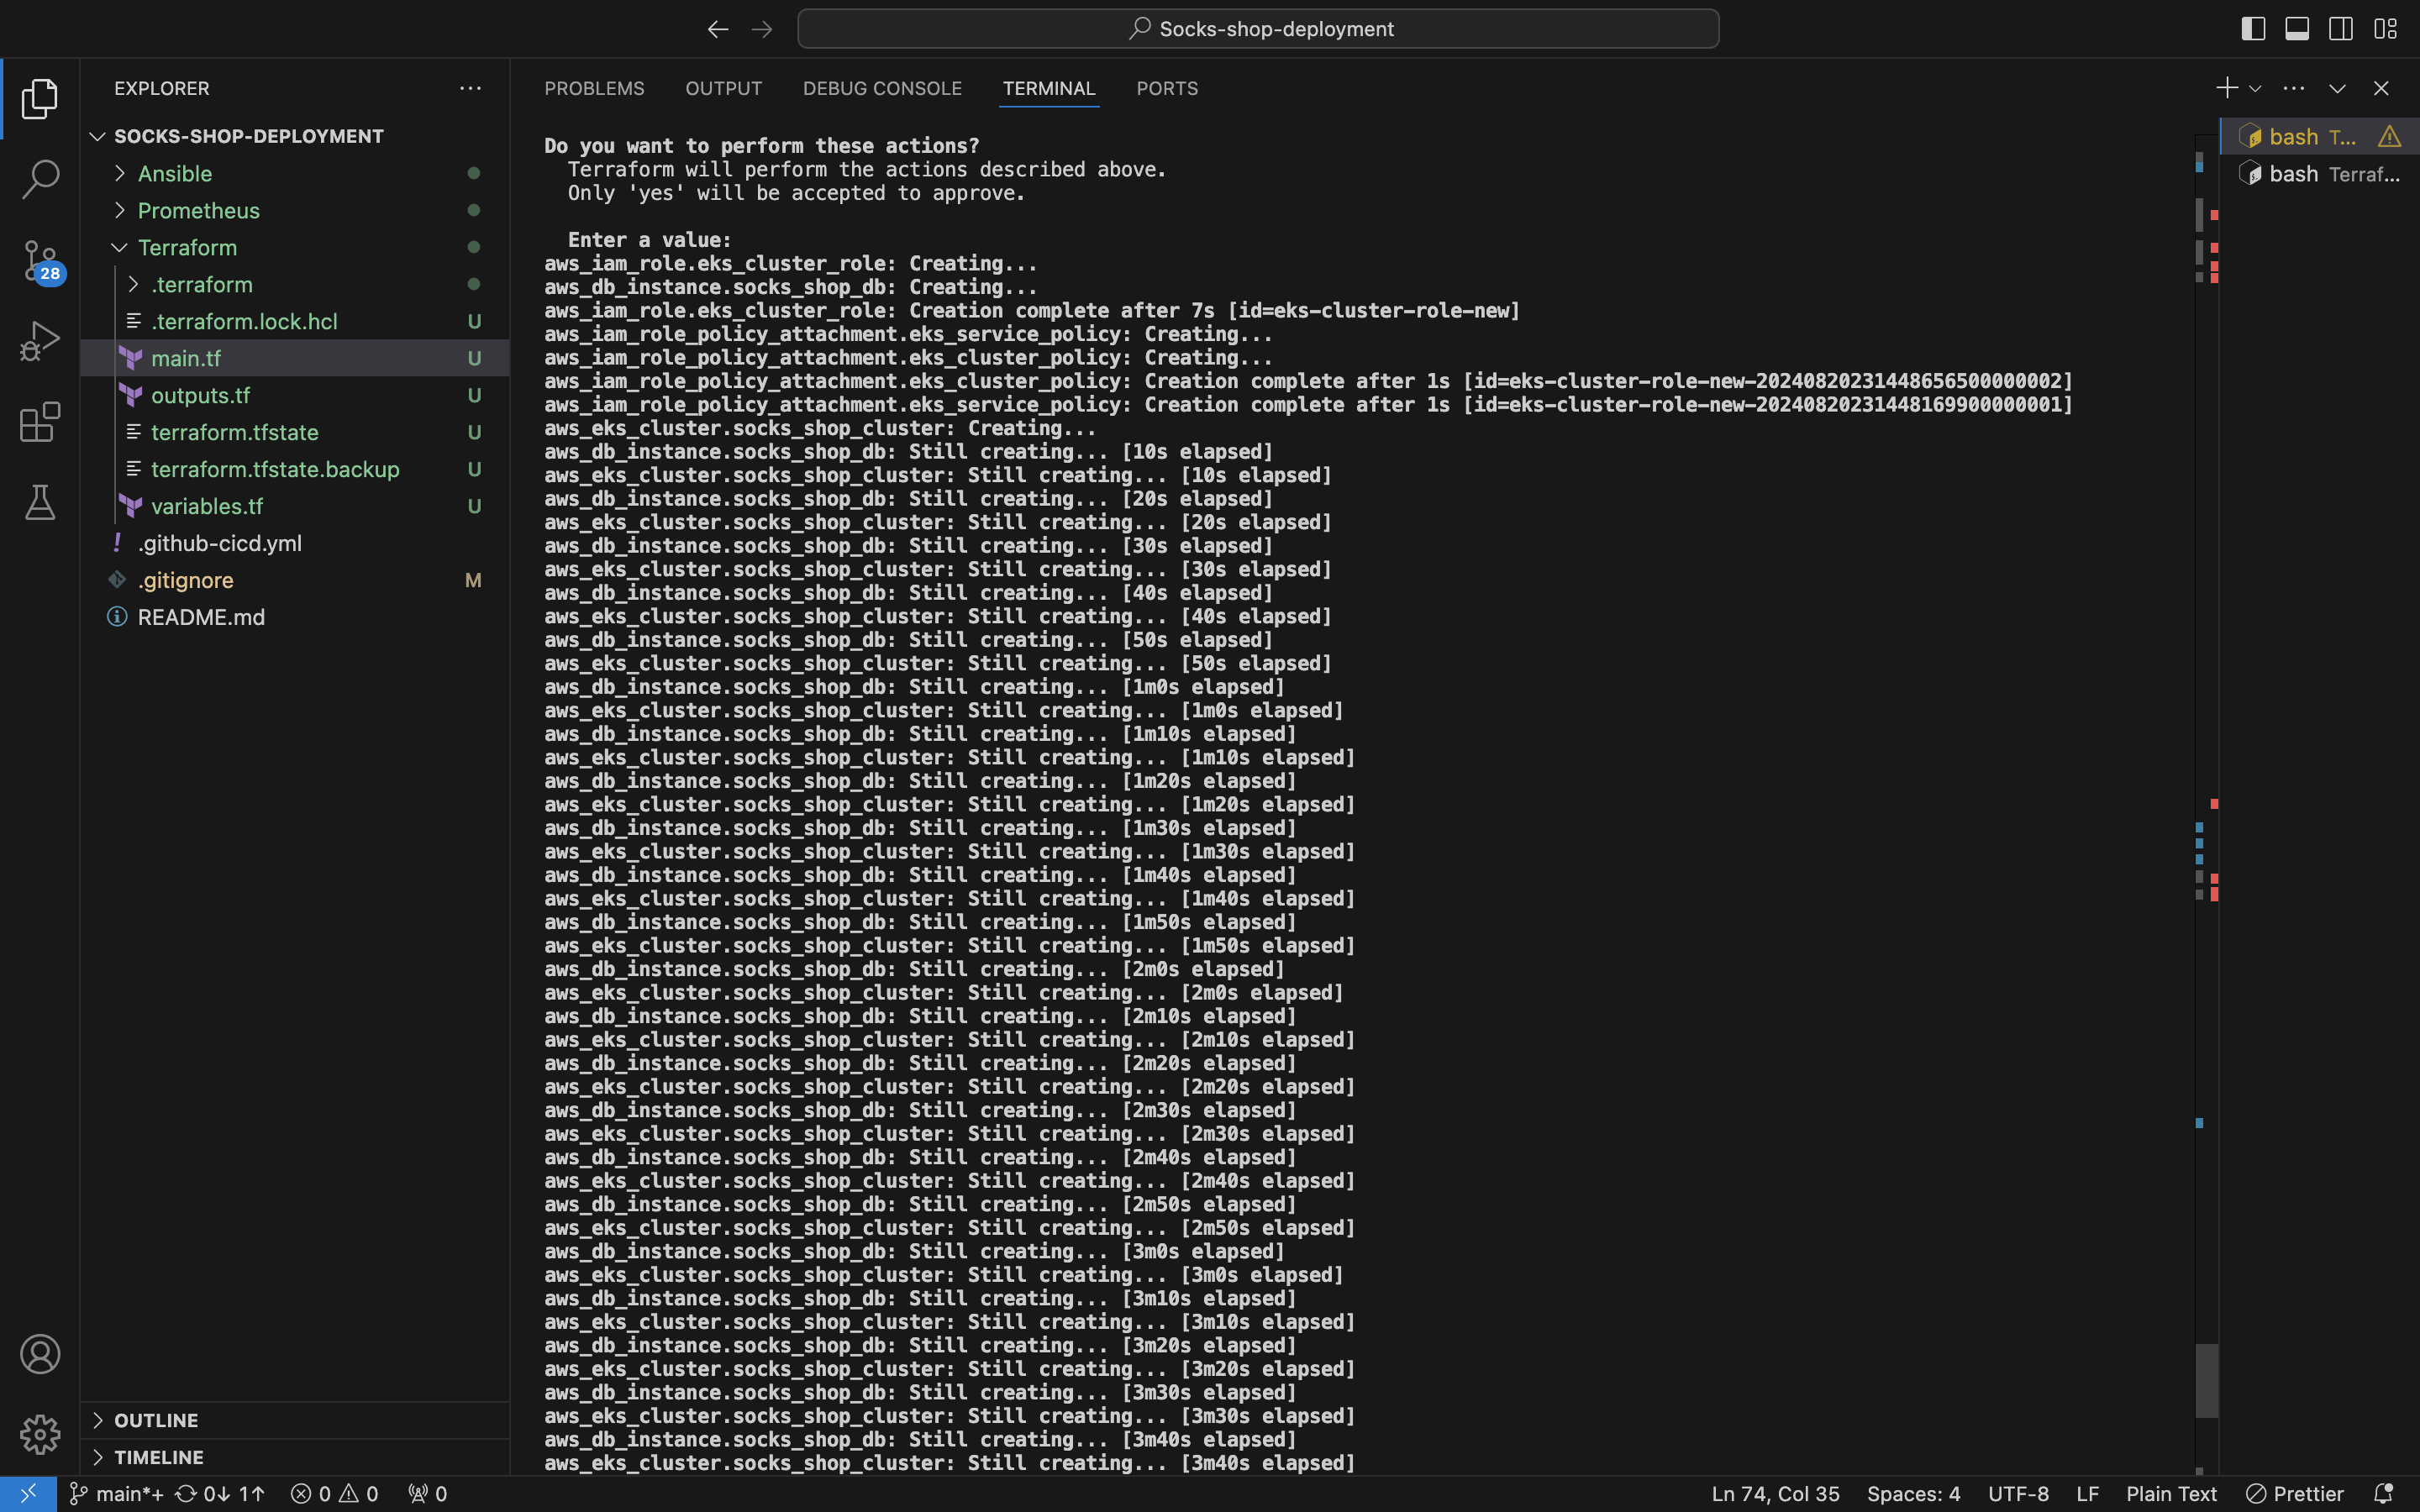 Socks-shop-deployment
EXPLORER
SOCKS-SHOP-DEPLOYMENT
Ansible
Prometheus
Terraform
.terraform
.terraform.lock.hcl U
main.tf U
outputs.tf U
terraform.tfstate U
terraform.tfstate.backup U
variables.tf U
.github-cicd.yml
.gitignore M
README.md
28
OUTLINE
TIMELINE
PROBLEMS OUTPUT DEBUG CONSOLE TERMINAL PORTS
Do you want to perform these actions?
Terraform will perform the actions described above.
Only 'yes' will be accepted to approve.
Enter a value:
aws_iam_role.eks_cluster_role: Creating...
aws_db_instance.socks_shop_db: Creating...
aws_iam_role.eks_cluster_role: Creation complete after 7s [id=eks-cluster-role-new]
aws_iam_role_policy_attachment.eks_service_policy: Creating...
aws_iam_role_policy_attachment.eks_cluster_policy: Creating...
aws_iam_role_policy_attachment.eks_cluster_policy: Creation complete after 1s [id=eks-cluster-role-new-20240820231448656500000002]
aws_iam_role_policy_attachment.eks_service_policy: Creation complete after 1s [id=eks-cluster-role-new-20240820231448169900000001]
aws_eks_cluster.socks_shop_cluster: Creating...
aws_db_instance.socks_shop_db: Still creating... [10s elapsed]
aws_eks_cluster.socks_shop_cluster: Still creating... [10s elapsed]
aws_db_instance.socks_shop_db: Still creating... [20s elapsed]
aws_eks_cluster.socks_shop_cluster: Still creating... [20s elapsed]
aws_db_instance.socks_shop_db: Still creating... [30s elapsed]
aws_eks_cluster.socks_shop_cluster: Still creating... [30s elapsed]
aws_db_instance.socks_shop_db: Still creating... [40s elapsed]
aws_eks_cluster.socks_shop_cluster: Still creating... [40s elapsed]
aws_db_instance.socks_shop_db: Still creating... [50s elapsed]
aws_eks_cluster.socks_shop_cluster: Still creating... [50s elapsed]
aws_db_instance.socks_shop_db: Still creating... [1m0s elapsed]
aws_eks_cluster.socks_shop_cluster: Still creating... [1m0s elapsed]
aws_db_instance.socks_shop_db: Still creating... [1m10s elapsed]
aws_eks_cluster.socks_shop_cluster: Still creating... [1m10s elapsed]
aws_db_instance.socks_shop_db: Still creating... [1m20s elapsed]
aws_eks_cluster.socks_shop_cluster: Still creating... [1m20s elapsed]
aws_db_instance.socks_shop_db: Still creating... [1m30s elapsed]
aws_eks_cluster.socks_shop_cluster: Still creating... [1m30s elapsed]
aws_db_instance.socks_shop_db: Still creating... [1m40s elapsed]
aws_eks_cluster.socks_shop_cluster: Still creating... [1m40s elapsed]
aws_db_instance.socks_shop_db: Still creating... [1m50s elapsed]
aws_eks_cluster.socks_shop_cluster: Still creating... [1m50s elapsed]
aws_db_instance.socks_shop_db: Still creating... [2m0s elapsed]
aws_eks_cluster.socks_shop_cluster: Still creating... [2m0s elapsed]
aws_db_instance.socks_shop_db: Still creating... [2m10s elapsed]
aws_eks_cluster.socks_shop_cluster: Still creating... [2m10s elapsed]
aws_db_instance.socks_shop_db: Still creating... [2m20s elapsed]
aws_eks_cluster.socks_shop_cluster: Still creating... [2m20s elapsed]
aws_db_instance.socks_shop_db: Still creating... [2m30s elapsed]
aws_eks_cluster.socks_shop_cluster: Still creating... [2m30s elapsed]
aws_db_instance.socks_shop_db: Still creating... [2m40s elapsed]
aws_eks_cluster.socks_shop_cluster: Still creating... [2m40s elapsed]
aws_db_instance.socks_shop_db: Still creating... [2m50s elapsed]
aws_eks_cluster.socks_shop_cluster: Still creating... [2m50s elapsed]
aws_db_instance.socks_shop_db: Still creating... [3m0s elapsed]
aws_eks_cluster.socks_shop_cluster: Still creating... [3m0s elapsed]
aws_db_instance.socks_shop_db: Still creating... [3m10s elapsed]
aws_eks_cluster.socks_shop_cluster: Still creating... [3m10s elapsed]
aws_db_instance.socks_shop_db: Still creating... [3m20s elapsed]
aws_eks_cluster.socks_shop_cluster: Still creating... [3m20s elapsed]
aws_db_instance.socks_shop_db: Still creating... [3m30s elapsed]
aws_eks_cluster.socks_shop_cluster: Still creating... [3m30s elapsed]
aws_db_instance.socks_shop_db: Still creating... [3m40s elapsed]
aws_eks_cluster.socks_shop_cluster: Still creating... [3m40s elapsed]
bash T...
bash Terraf...
main*+ 0↓ 1↑ 0 0 0 Ln 74, Col 35 Spaces: 4 UTF-8 LF Plain Text Prettier